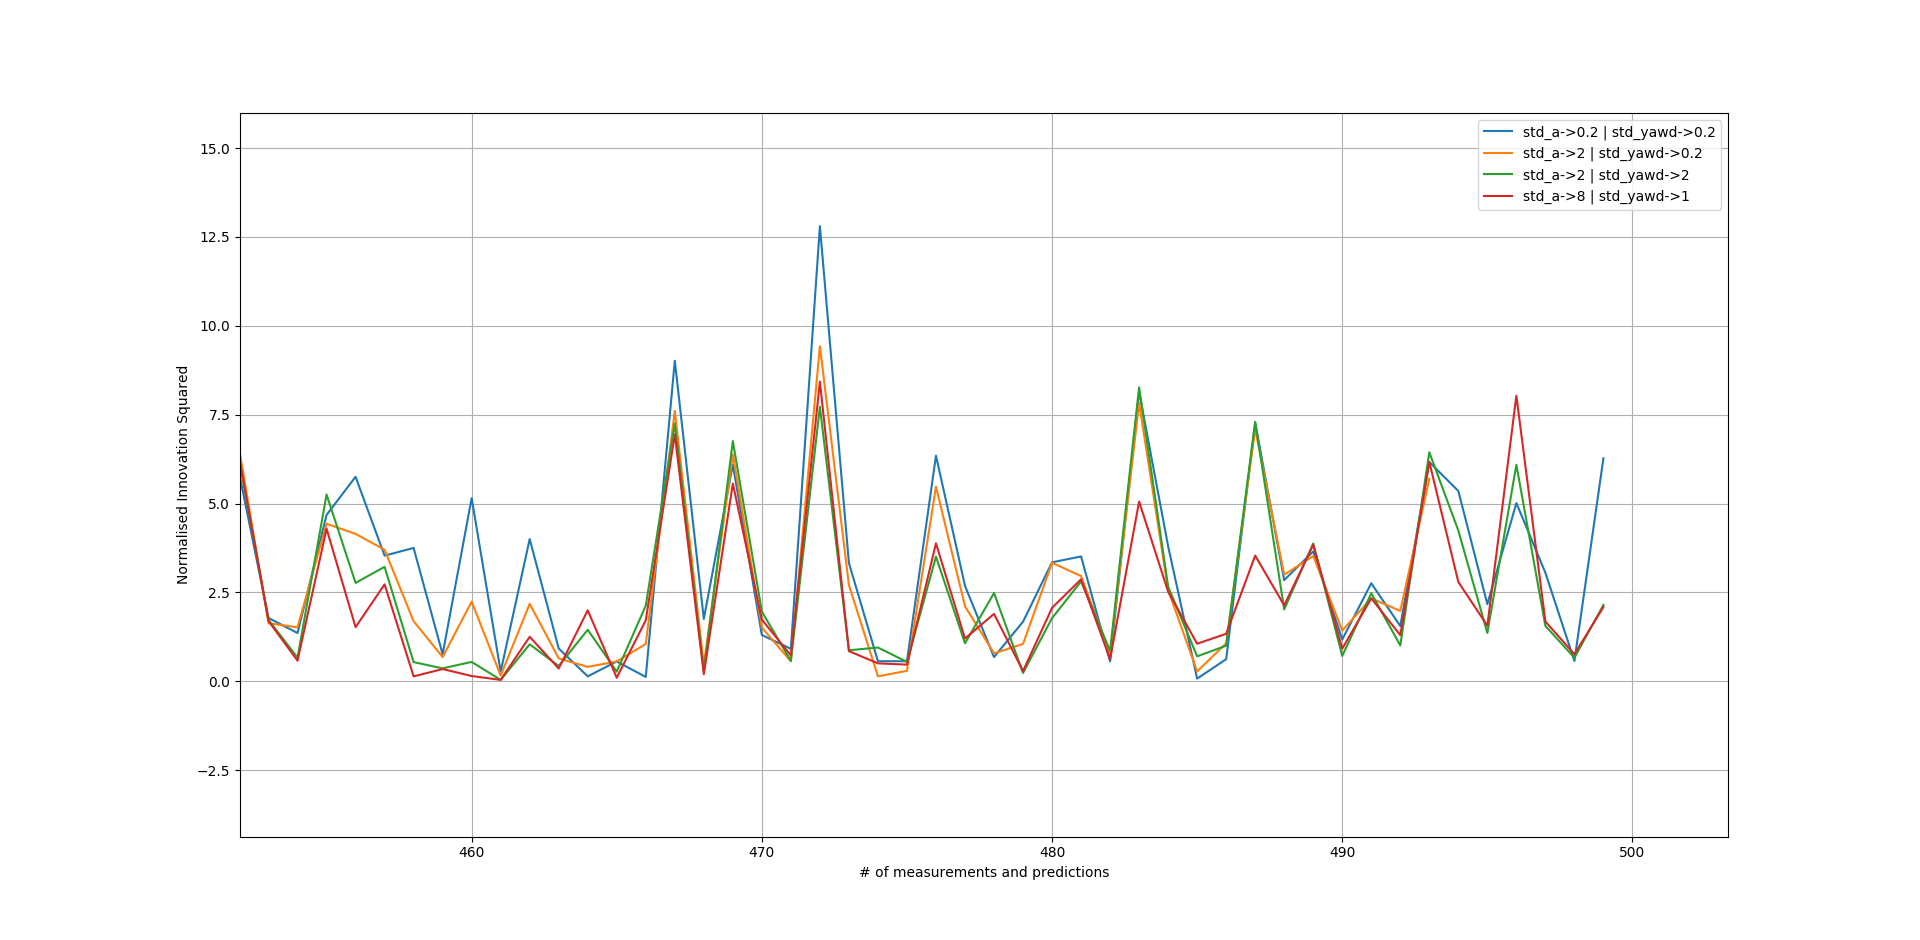 std_a->0.2 | std_yawd->0.2
std_a->2 | std_yawd->0.2
std_a->2 | std_yawd->2
std_a->8 | std_yawd->1
15.0
12.5
10.0
7.5
5.0
2.5
0.0
−2.5
Normalised Innovation Squared
460
470
480
490
500
# of measurements and predictions